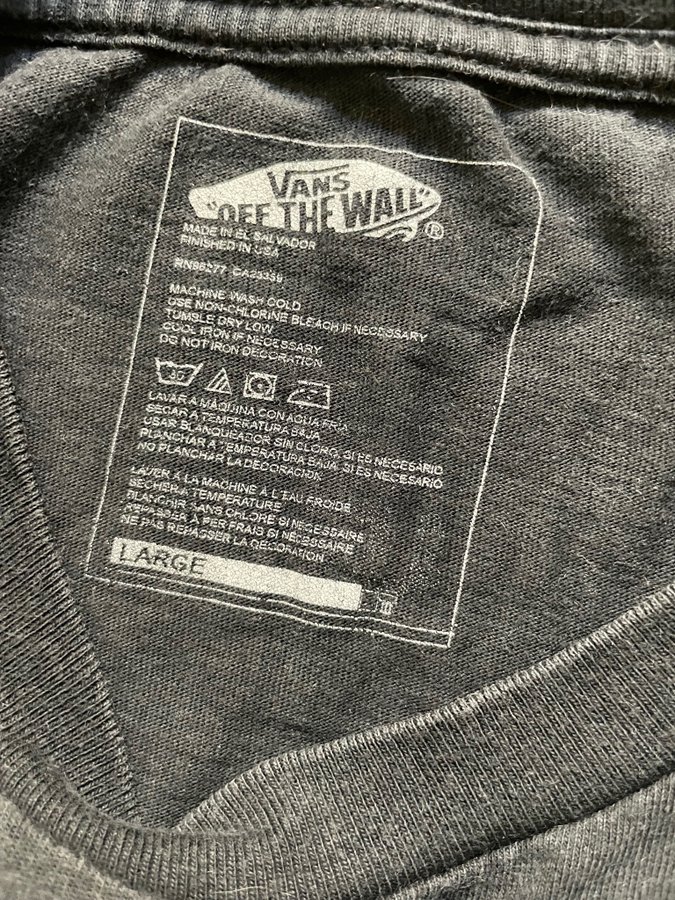 VANS
"OFF THE WALL"
®
MADE IN EL SALVADOR
FINISHED IN USA
RN86277 CA23359
MACHINE WASH COLD
USE NON-CHLORINE BLEACH IF NECESSARY
TUMBLE DRY LOW
COOL IRON IF NECESSARY
DO NOT IRON DECORATION
LAVAR A MAQUINA CON AGUA FRIA
SECAR A TEMPERATURA BAJA
USAR BLANQUEADOR SIN CLORO, SI ES NECESARIO
PLANCHAR A TEMPERATURA BAJA, SI ES NECESARIO
NO PLANCHAR LA DECORACION
LAVER A LA MACHINE A L'EAU FROIDE
SECHER A TEMPERATURE
BLANCHIR SANS CHLORE SI NECESSAIRE
REPASSER A FER FRAIS SI NECESSAIRE
NE PAS REPASSER LA DECORATION
LARGE